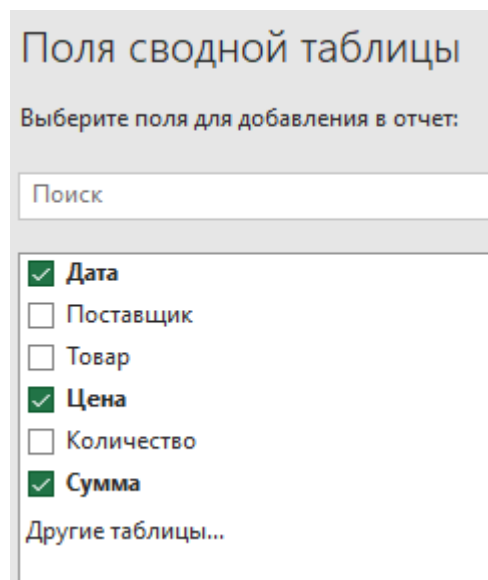 Поля сводной таблицы
Выберите поля для добавления в отчет:
Поиск
Дата
Поставщик
Товар
Цена
Количество
Сумма
Другие таблицы...